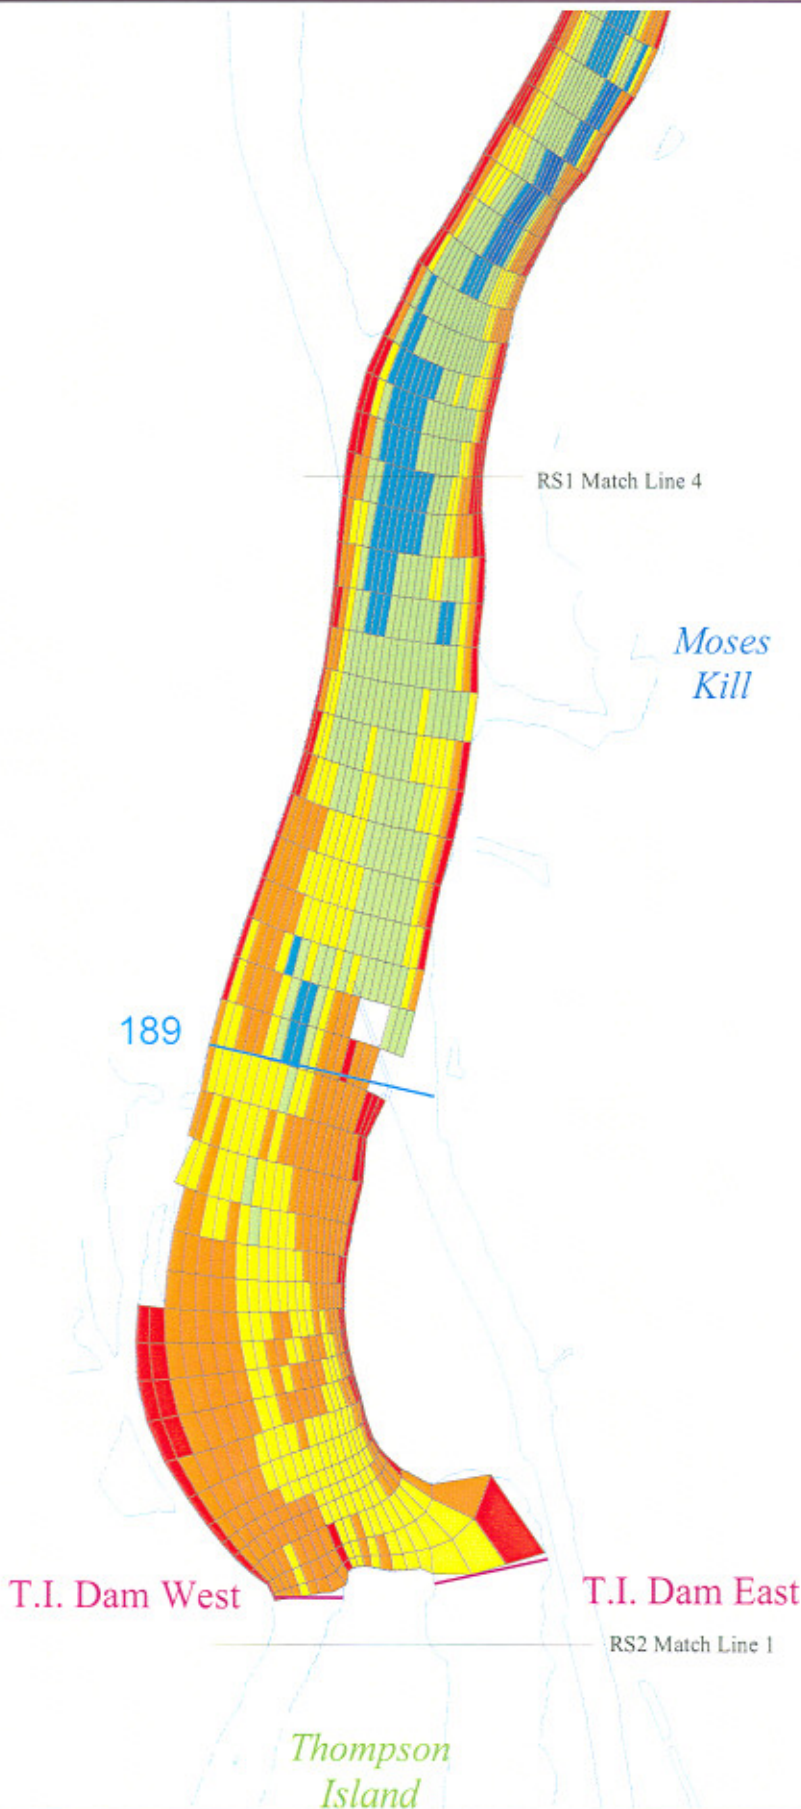 RS1 Match Line 4
Moses
Kill
189
T.I. Dam West
T.I. Dam East
RS2 Match Line 1
Thompson
Island